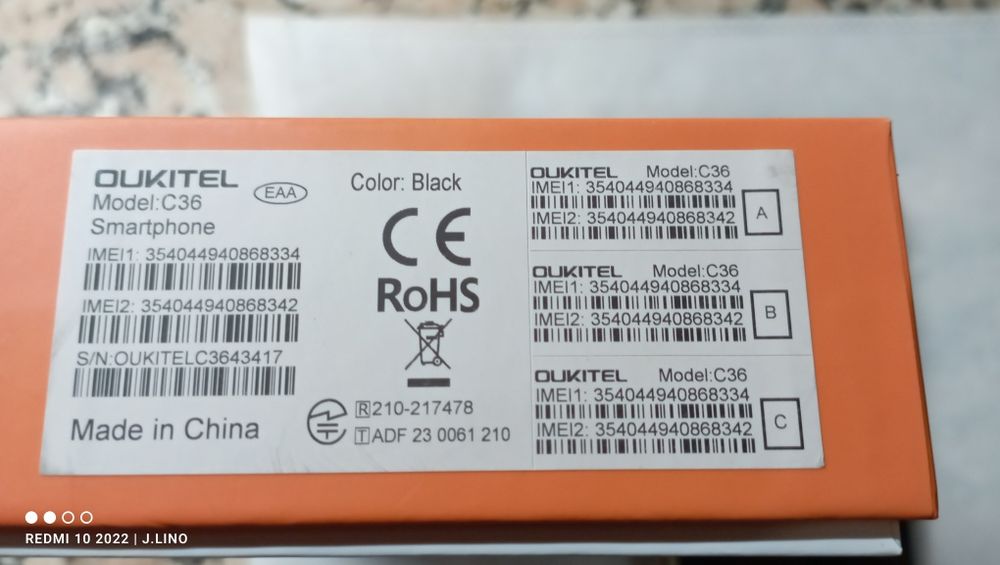 OUKITEL
EAA
Model:C36
Smartphone
IMEI1: 354044940868334
IMEI2: 354044940868342
S/N:OUKITELC3643417
Made in China
Color: Black
CE
RoHS
R 210-217478
T ADF 23 0061 210
OUKITEL Model:C36
IMEI1: 354044940868334
IMEI2: 354044940868342
A
OUKITEL Model:C36
IMEI1: 354044940868334
IMEI2: 354044940868342
B
OUKITEL Model:C36
IMEI1: 354044940868334
IMEI2: 354044940868342
C
REDMI 10 2022 | J.LINO